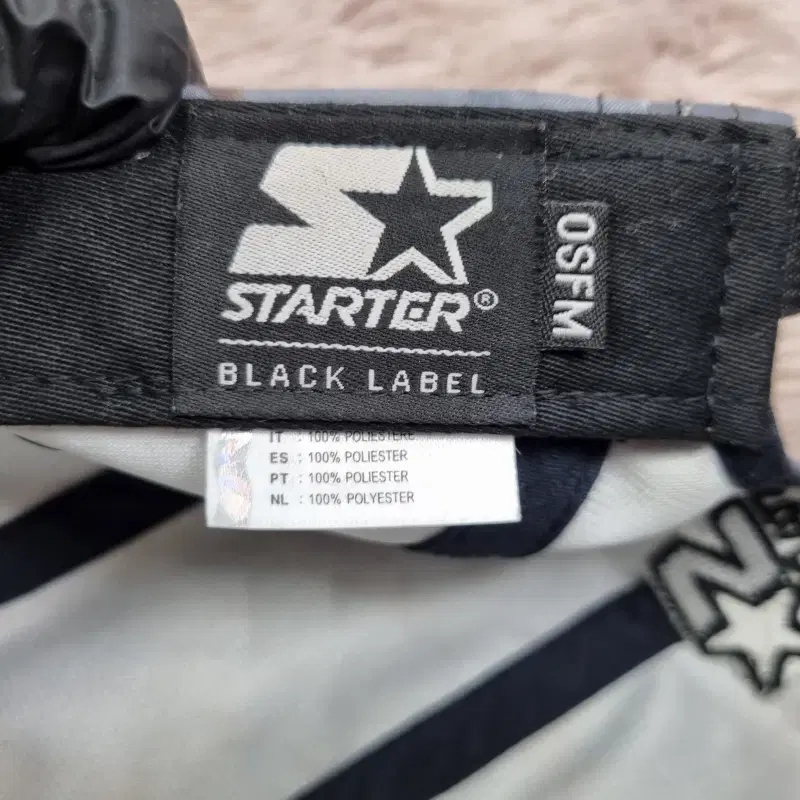 STARTER®
BLACK LABEL
OSFM
IT : 100% POLIESTERE
ES : 100% POLIESTER
PT : 100% POLIESTER
NL : 100% POLYESTER